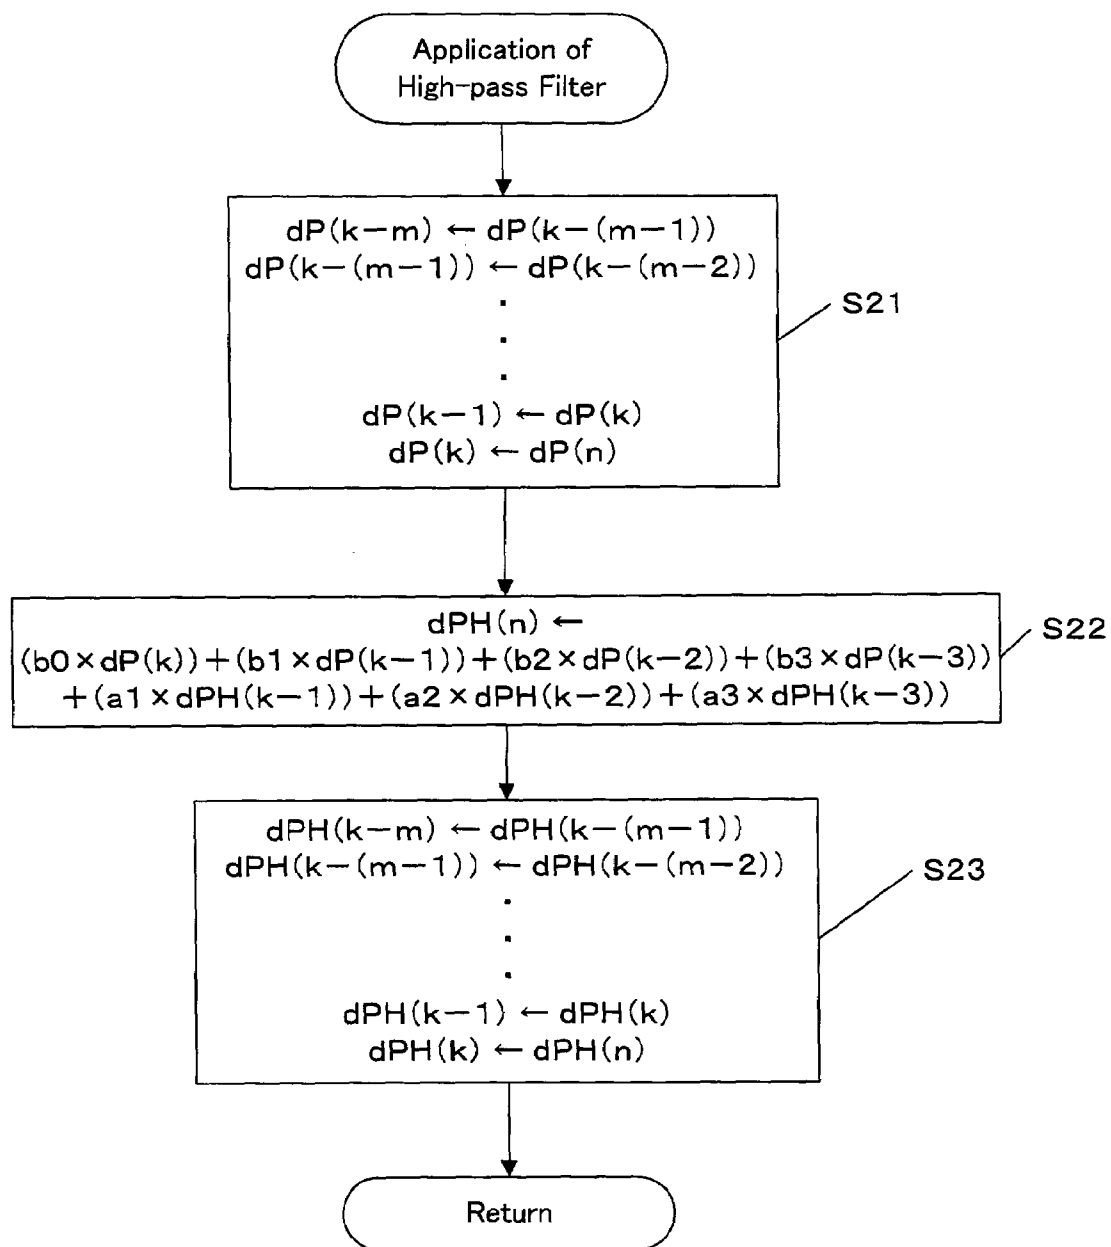 Application of
High-pass Filter
dP(k-m) ← dP(k-(m-1))
dP(k-(m-1)) ← dP(k-(m-2))
.
.
.
dP(k-1) ← dP(k)
dP(k) ← dP(n)
S21
dPH(n) ←
(b0×dP(k))+(b1×dP(k-1))+(b2×dP(k-2))+(b3×dP(k-3))
+(a1×dPH(k-1))+(a2×dPH(k-2))+(a3×dPH(k-3))
S22
dPH(k-m) ← dPH(k-(m-1))
dPH(k-(m-1)) ← dPH(k-(m-2))
.
.
.
dPH(k-1) ← dPH(k)
dPH(k) ← dPH(n)
S23
Return